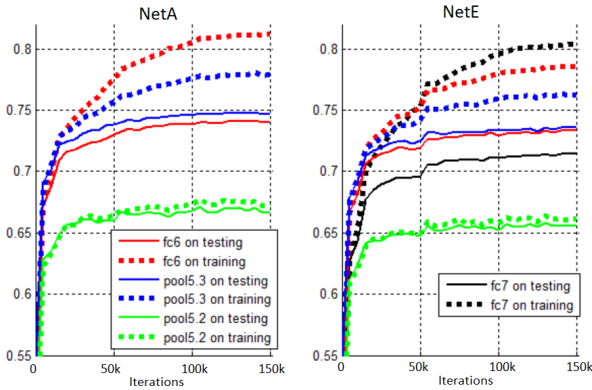 NetA
0.8
0.75
0.7
0.65
0.6
0.55
0
50k
100k
150k
Iterations
fc6 on testing
fc6 on training
pool5.3 on testing
pool5.3 on training
pool5.2 on testing
pool5.2 on training
NetE
0.8
0.75
0.7
0.65
0.6
0.55
0
50k
100k
150k
Iterations
fc7 on testing
fc7 on training